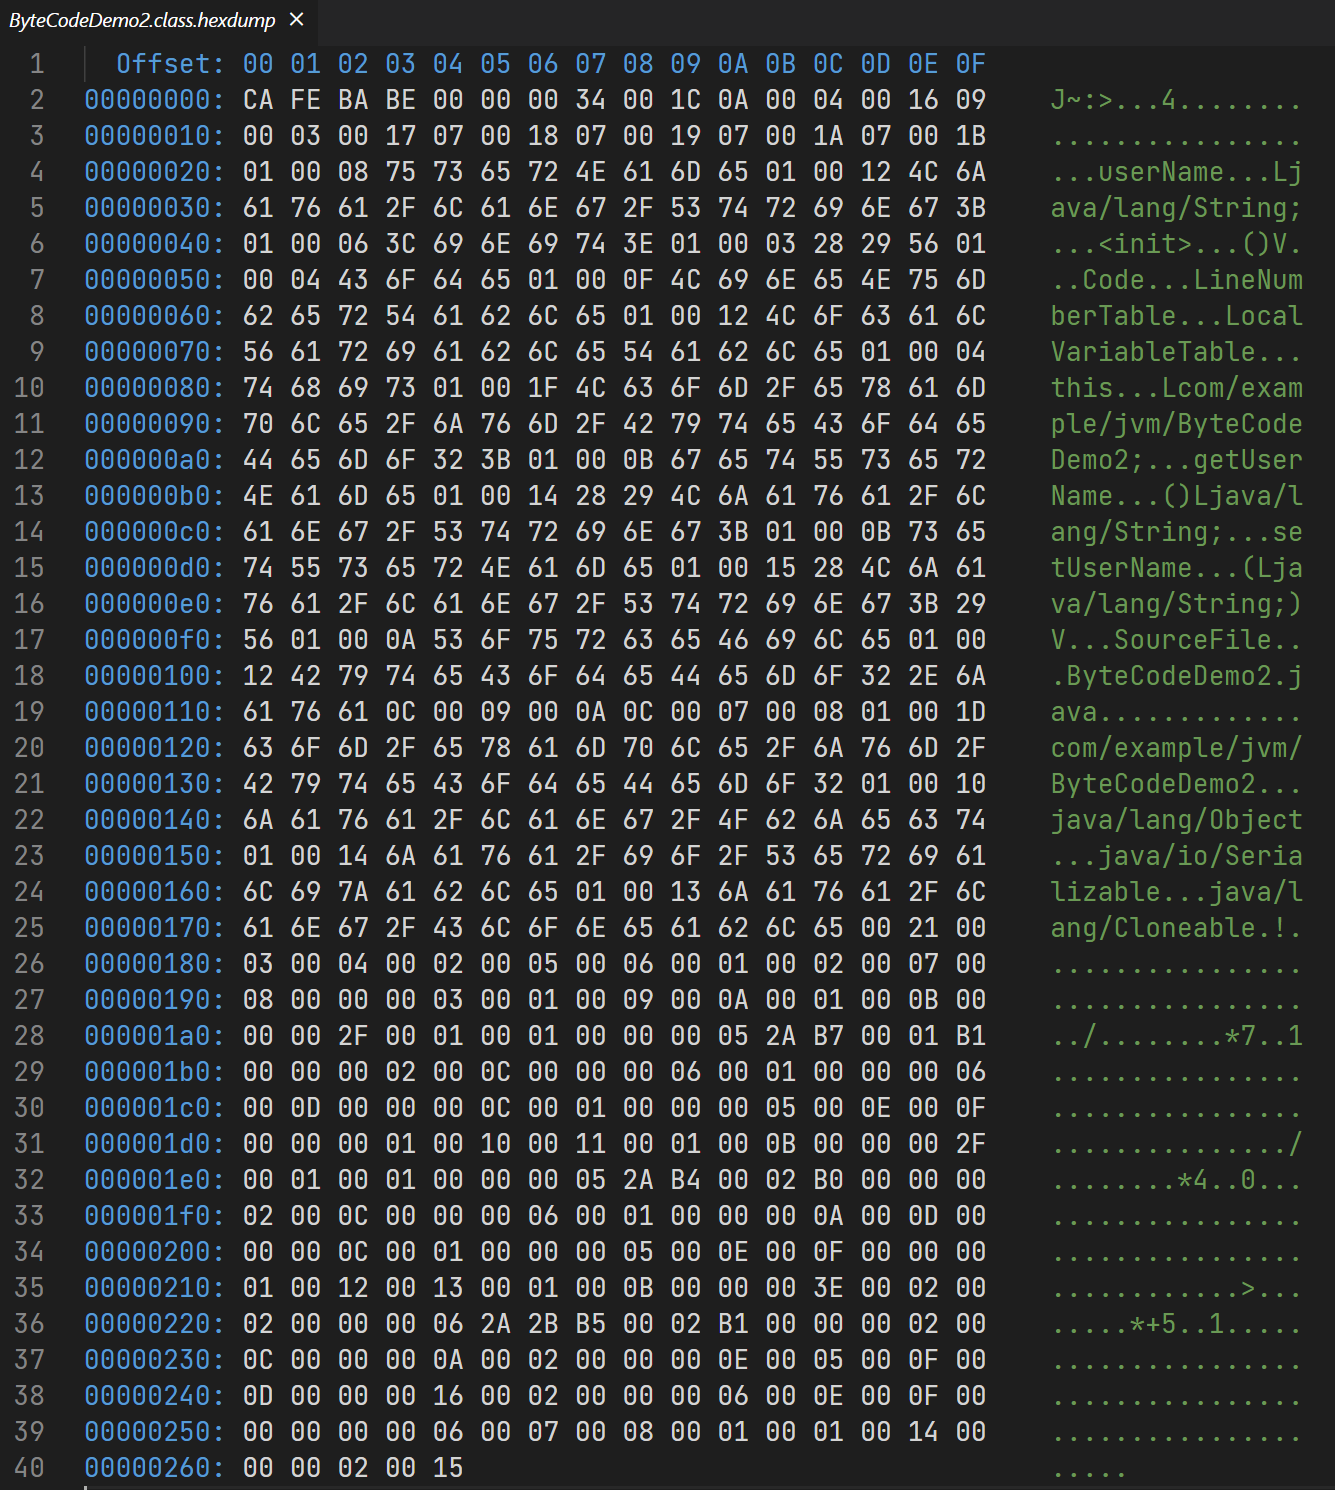 ByteCodeDemo2.class.hexdump ×
1 Offset: 00 01 02 03 04 05 06 07 08 09 0A 0B 0C 0D 0E 0F
2 00000000: CA FE BA BE 00 00 00 34 00 1C 0A 00 04 00 16 09 J~:>...4........
3 00000010: 00 03 00 17 07 00 18 07 00 19 07 00 1A 07 00 1B ................
4 00000020: 01 00 08 75 73 65 72 4E 61 6D 65 01 00 12 4C 6A ...userName...Lj
5 00000030: 61 76 61 2F 6C 61 6E 67 2F 53 74 72 69 6E 67 3B ava/lang/String;
6 00000040: 01 00 06 3C 69 6E 69 74 3E 01 00 03 28 29 56 01 ...<init>...()V.
7 00000050: 00 04 43 6F 64 65 01 00 0F 4C 69 6E 65 4E 75 6D ..Code...LineNum
8 00000060: 62 65 72 54 61 62 6C 65 01 00 12 4C 6F 63 61 6C berTable...Local
9 00000070: 56 61 72 69 61 62 6C 65 54 61 62 6C 65 01 00 04 VariableTable...
10 00000080: 74 68 69 73 01 00 1F 4C 63 6F 6D 2F 65 78 61 6D this...Lcom/exam
11 00000090: 70 6C 65 2F 6A 76 6D 2F 42 79 74 65 43 6F 64 65 ple/jvm/ByteCode
12 000000a0: 44 65 6D 6F 32 3B 01 00 0B 67 65 74 55 73 65 72 Demo2;...getUser
13 000000b0: 4E 61 6D 65 01 00 14 28 29 4C 6A 61 76 61 2F 6C Name...()Ljava/l
14 000000c0: 61 6E 67 2F 53 74 72 69 6E 67 3B 01 00 0B 73 65 ang/String;...se
15 000000d0: 74 55 73 65 72 4E 61 6D 65 01 00 15 28 4C 6A 61 tUserName...(Lja
16 000000e0: 76 61 2F 6C 61 6E 67 2F 53 74 72 69 6E 67 3B 29 va/lang/String;)
17 000000f0: 56 01 00 0A 53 6F 75 72 63 65 46 69 6C 65 01 00 V...SourceFile..
18 00000100: 12 42 79 74 65 43 6F 64 65 44 65 6D 6F 32 2E 6A .ByteCodeDemo2.j
19 00000110: 61 76 61 0C 00 09 00 0A 0C 00 07 00 08 01 00 1D ava.............
20 00000120: 63 6F 6D 2F 65 78 61 6D 70 6C 65 2F 6A 76 6D 2F com/example/jvm/
21 00000130: 42 79 74 65 43 6F 64 65 44 65 6D 6F 32 01 00 10 ByteCodeDemo2...
22 00000140: 6A 61 76 61 2F 6C 61 6E 67 2F 4F 62 6A 65 63 74 java/lang/Object
23 00000150: 01 00 14 6A 61 76 61 2F 69 6F 2F 53 65 72 69 61 ...java/io/Seria
24 00000160: 6C 69 7A 61 62 6C 65 01 00 13 6A 61 76 61 2F 6C lizable...java/l
25 00000170: 61 6E 67 2F 43 6C 6F 6E 65 61 62 6C 65 00 21 00 ang/Cloneable.!.
26 00000180: 03 00 04 00 02 00 05 00 06 00 01 00 02 00 07 00 ................
27 00000190: 08 00 00 00 03 00 01 00 09 00 0A 00 01 00 0B 00 ................
28 000001a0: 00 00 2F 00 01 00 01 00 00 00 05 2A B7 00 01 B1 ../........*7..1
29 000001b0: 00 00 00 02 00 0C 00 00 00 06 00 01 00 00 00 06 ................
30 000001c0: 00 0D 00 00 00 0C 00 01 00 00 00 05 00 0E 00 0F ................
31 000001d0: 00 00 00 01 00 10 00 11 00 01 00 0B 00 00 00 2F .............../
32 000001e0: 00 01 00 01 00 00 00 05 2A B4 00 02 B0 00 00 00 ........*4..0...
33 000001f0: 02 00 0C 00 00 00 06 00 01 00 00 00 0A 00 0D 00 ................
34 00000200: 00 00 0C 00 01 00 00 00 05 00 0E 00 0F 00 00 00 ................
35 00000210: 01 00 12 00 13 00 01 00 0B 00 00 00 3E 00 02 00 ............>...
36 00000220: 02 00 00 00 06 2A 2B B5 00 02 B1 00 00 00 02 00 .....*+5..1.....
37 00000230: 0C 00 00 00 0A 00 02 00 00 00 0E 00 05 00 0F 00 ................
38 00000240: 0D 00 00 00 16 00 02 00 00 00 06 00 0E 00 0F 00 ................
39 00000250: 00 00 00 00 06 00 07 00 08 00 01 00 01 00 14 00 ................
40 00000260: 00 00 02 00 15 .....